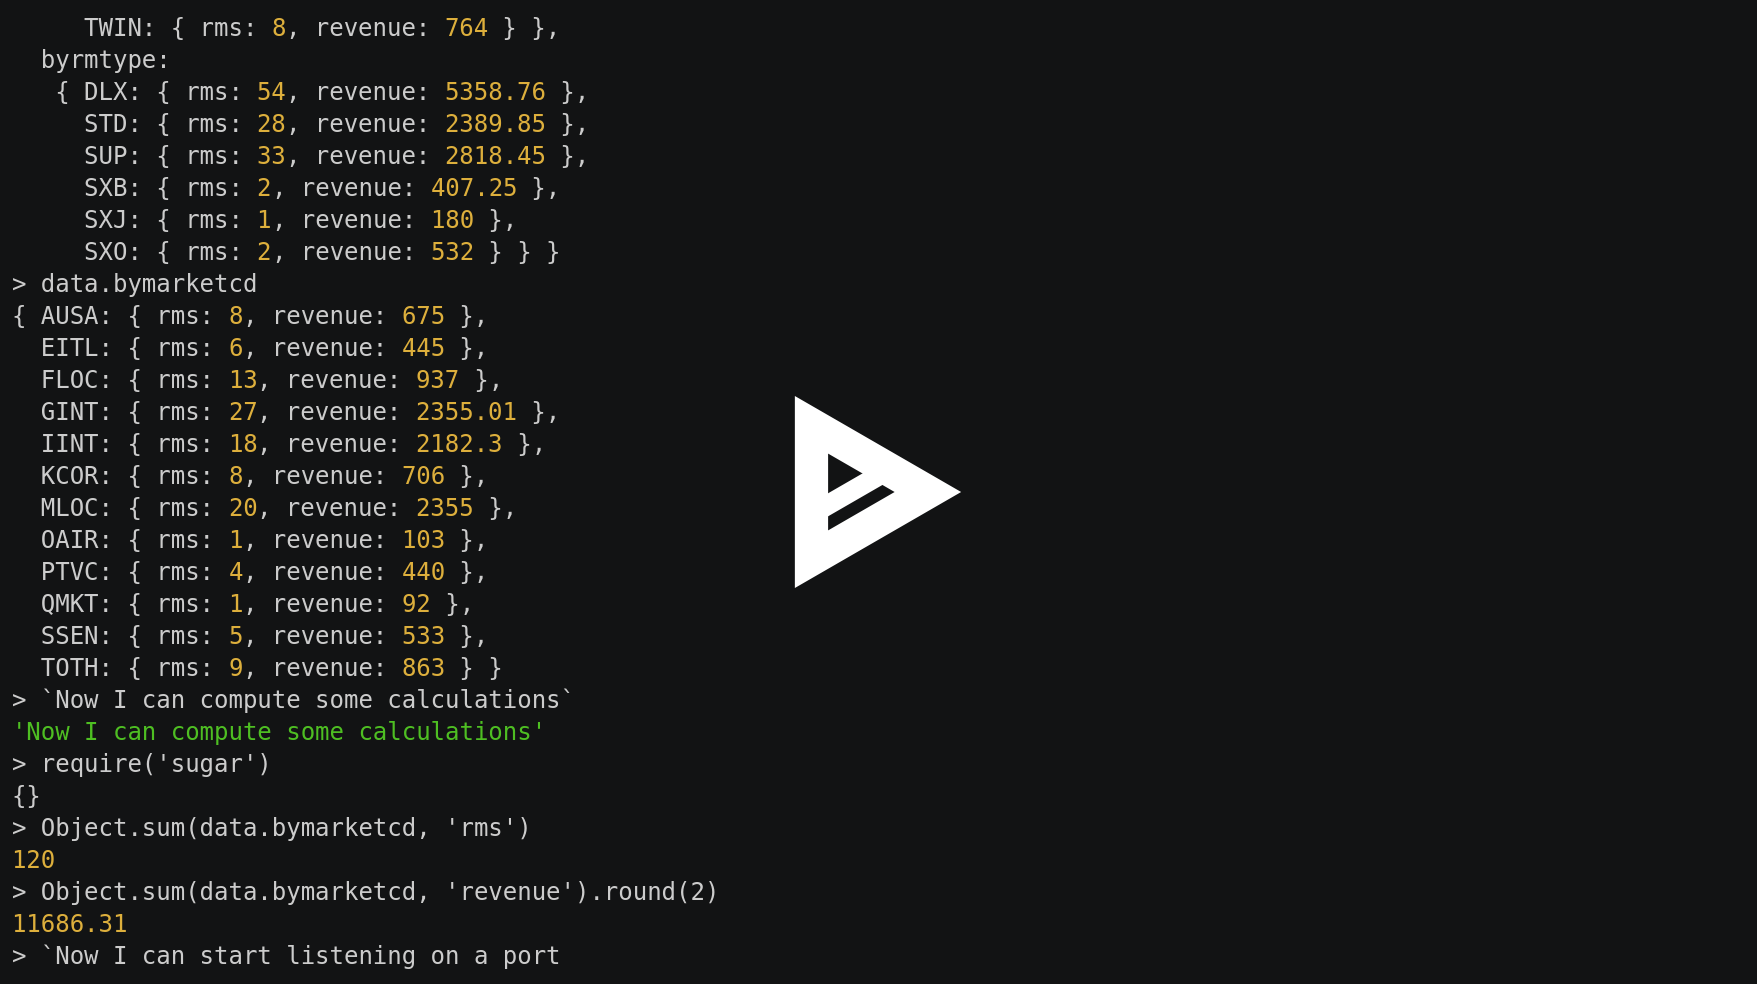 TWIN: { rms: 8, revenue: 764 } },
byrmtype:
{ DLX: { rms: 54, revenue: 5358.76 },
STD: { rms: 28, revenue: 2389.85 },
SUP: { rms: 33, revenue: 2818.45 },
SXB: { rms: 2, revenue: 407.25 },
SXJ: { rms: 1, revenue: 180 },
SXO: { rms: 2, revenue: 532 } } }
> data.bymarketcd
{ AUSA: { rms: 8, revenue: 675 },
EITL: { rms: 6, revenue: 445 },
FLOC: { rms: 13, revenue: 937 },
GINT: { rms: 27, revenue: 2355.01 },
IINT: { rms: 18, revenue: 2182.3 },
KCOR: { rms: 8, revenue: 706 },
MLOC: { rms: 20, revenue: 2355 },
OAIR: { rms: 1, revenue: 103 },
PTVC: { rms: 4, revenue: 440 },
QMKT: { rms: 1, revenue: 92 },
SSEN: { rms: 5, revenue: 533 },
TOTH: { rms: 9, revenue: 863 } }
> `Now I can compute some calculations`
'Now I can compute some calculations'
> require('sugar')
{}
> Object.sum(data.bymarketcd, 'rms')
120
> Object.sum(data.bymarketcd, 'revenue').round(2)
11686.31
> `Now I can start listening on a port